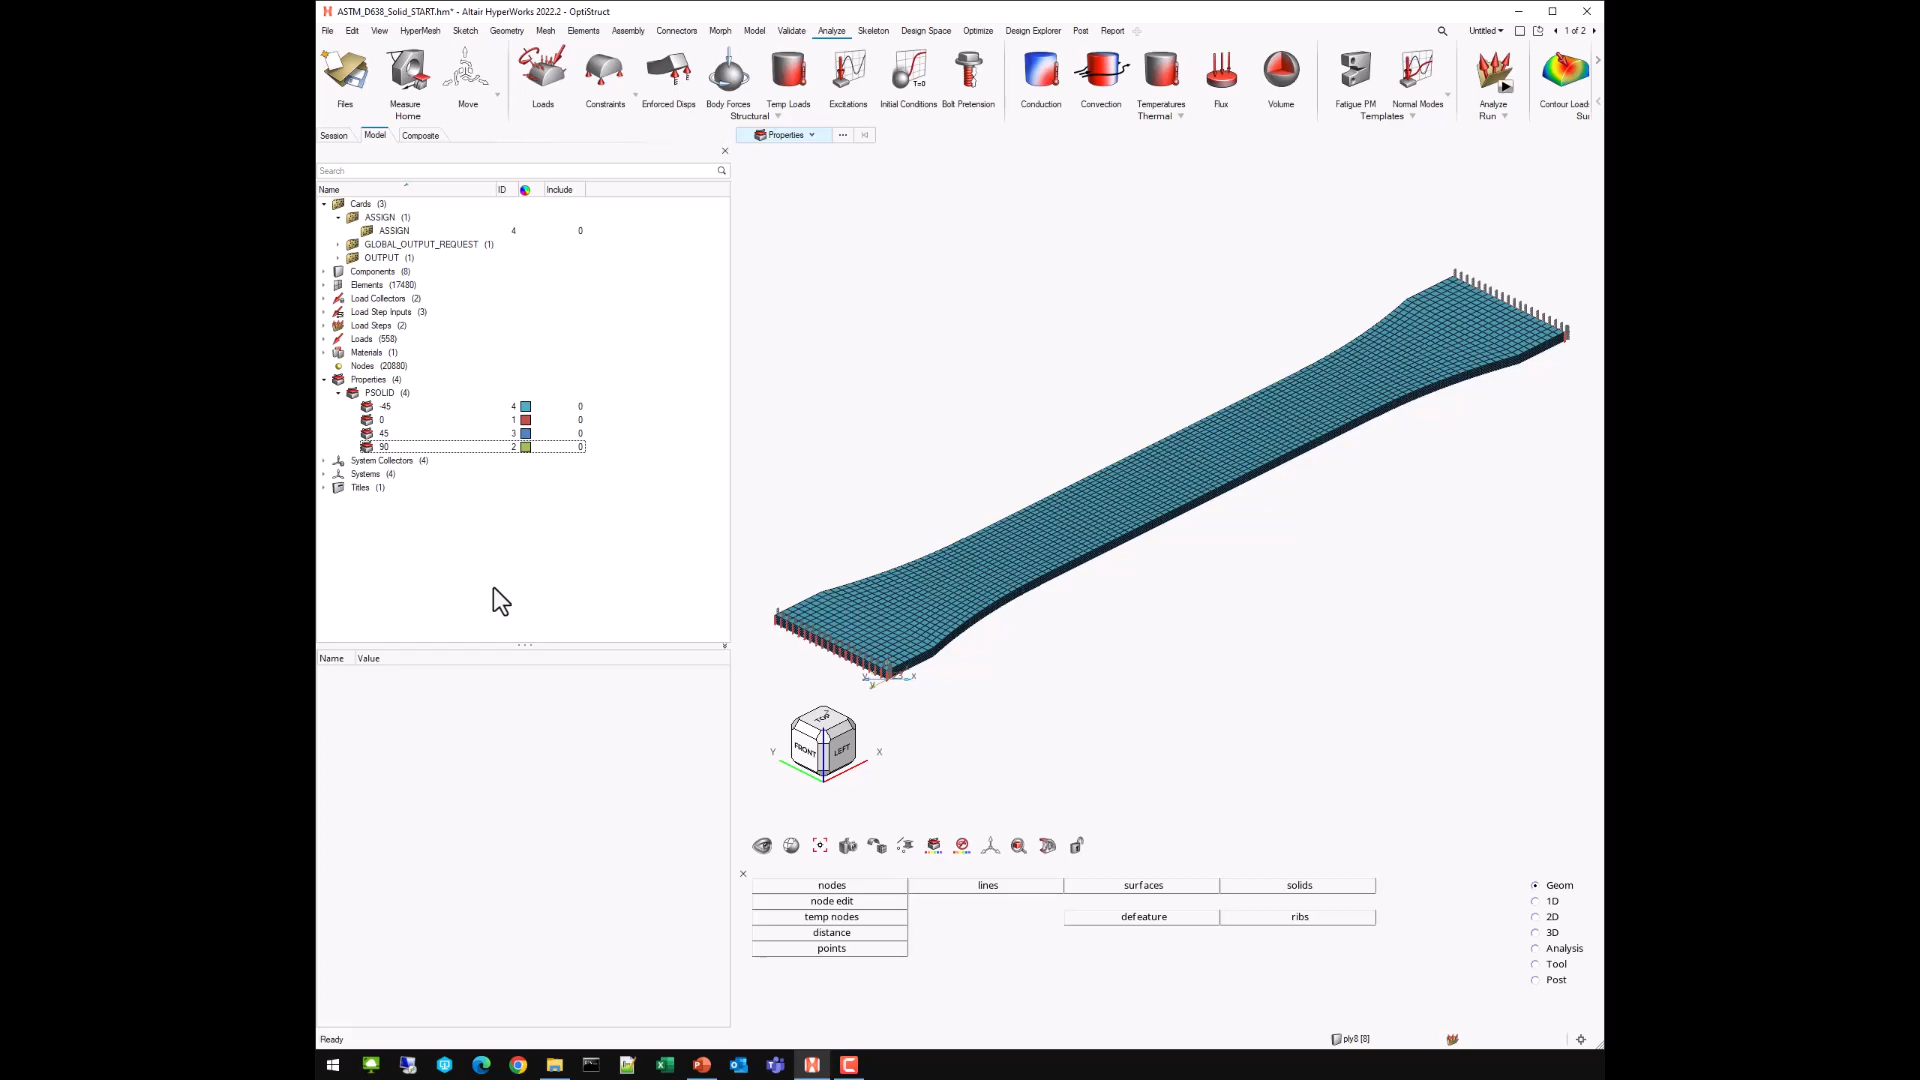 ASTM_D638_Solid_START.hm* - Altair HyperWorks 2022.2 - OptiStruct
File Edit View HyperMesh Sketch Geometry Mesh Elements Assembly Connectors Morph Model Validate Analyze Skeleton Design Space Optimize Design Explorer Post Report Untitled 1 of 2
T=0
Files Measure Move Loads Constraints Enforced Disps Body Forces Temp Loads Excitations Initial Conditions Bolt Pretension Conduction Convection Temperatures Flux Volume Fatigue PM Normal Modes Analyze Contour Load
Home Structural Thermal Templates Run Su
Session Model Composite
Properties
Search
Name ID Include
Cards (3)
ASSIGN (1)
ASSIGN 4 0
GLOBAL_OUTPUT_REQUEST (1)
OUTPUT (1)
Components (8)
Elements (17480)
Load Collectors (2)
Load Step Inputs (3)
Load Steps (2)
Loads (558)
Materials (1)
Nodes (20880)
Properties (4)
PSOLID (4)
-45 4 0
0 1 0
45 3 0
90 2 0
System Collectors (4)
Systems (4)
Titles (1)
Name Value
TOP
FRONT LEFT
Y X
nodes lines surfaces solids
node edit
temp nodes defeature ribs
distance
points
Geom
1D
2D
3D
Analysis
Tool
Post
Ready
ply8 [8]